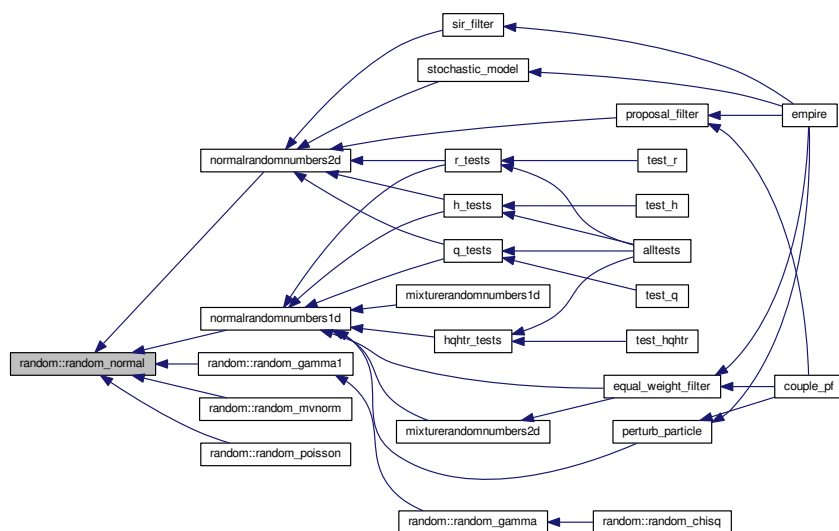 sir_filter
stochastic_model
proposal_filter
empire
normalrandomnumbers2d
r_tests
test_r
h_tests
test_h
q_tests
alltests
mixturerandomnumbers1d
test_q
normalrandomnumbers1d
hqhtr_tests
test_hqhtr
random::random_normal
random::random_gamma1
equal_weight_filter
couple_pf
random::random_mvnorm
mixturerandomnumbers2d
perturb_particle
random::random_poisson
random::random_gamma
random::random_chisq